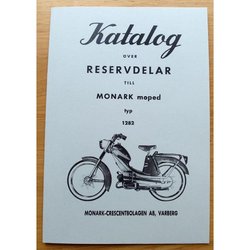 Katalog
ÖVER
RESERVDELAR
TILL
MONARK moped
typ
1282
MONARK-CRESCENTBOLAGEN AB, VARBERG